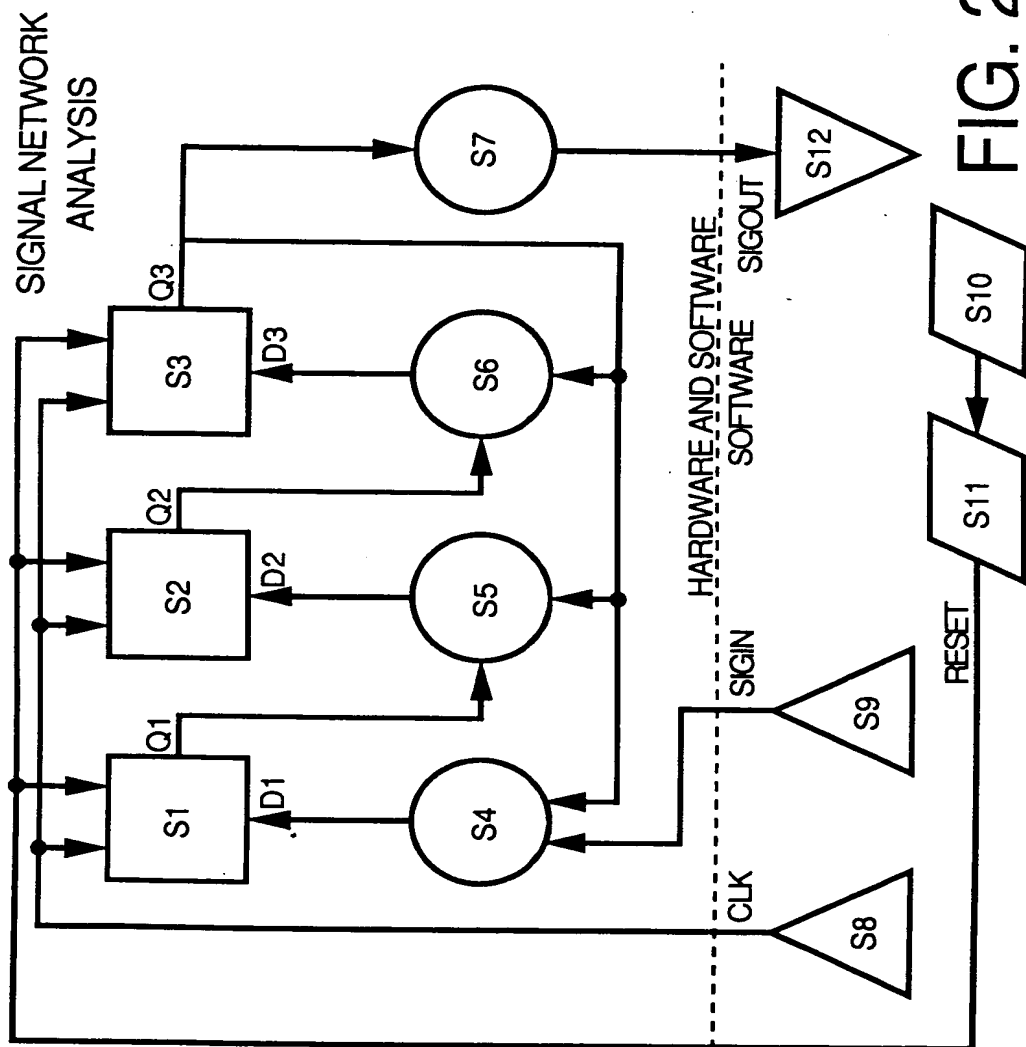 SIGNAL NETWORK
ANALYSIS
S1
Q1
S2
Q2
S3
Q3
D1
D2
D3
S4
S5
S6
S7
HARDWARE AND SOFTWARE
SOFTWARE
CLK
SIGIN
SIGOUT
S8
S9
S12
RESET
S11
S10
FIG. 2